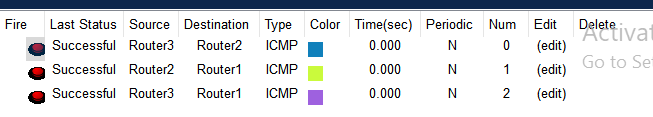 Fire Last Status Source Destination Type Color Time(sec) Periodic Num Edit Delete
Successful Router3 Router2 ICMP 0.000 N 0 (edit)
Successful Router2 Router1 ICMP 0.000 N 1 (edit)
Successful Router3 Router1 ICMP 0.000 N 2 (edit)
Activat
Go to Se